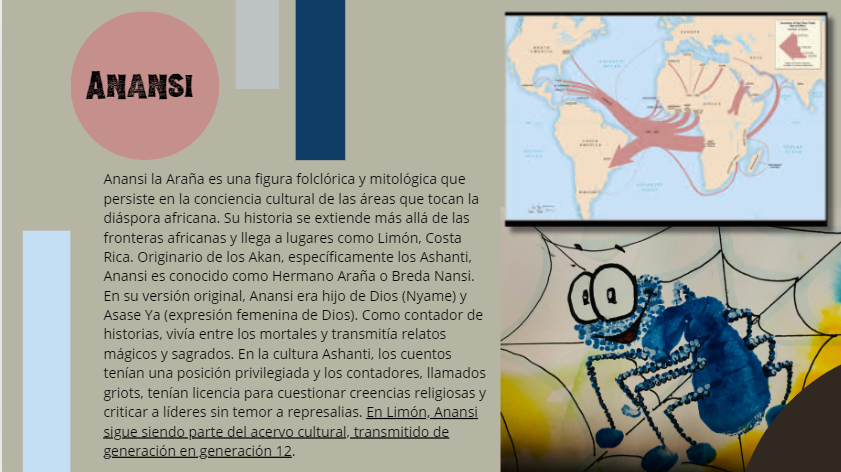 ANANSI
Anansi la Araña es una figura folclórica y mitológica que
persiste en la conciencia cultural de las áreas que tocan la
diáspora africana. Su historia se extiende más allá de las
fronteras africanas y llega a lugares como Limón, Costa
Rica. Originario de los Akan, específicamente los Ashanti,
Anansi es conocido como Hermano Araña o Breda Nansi.
En su versión original, Anansi era hijo de Dios (Nyame) y
Asase Ya (expresión femenina de Dios). Como contador de
historias, vivía entre los mortales y transmitía relatos
mágicos y sagrados. En la cultura Ashanti, los cuentos
tenían una posición privilegiada y los contadores, llamados
griots, tenían licencia para cuestionar creencias religiosas y
criticar a líderes sin temor a represalias. En Limón, Anansi
sigue siendo parte del acervo cultural, transmitido de
generación en generación 12.
EUROPE
AFRICA